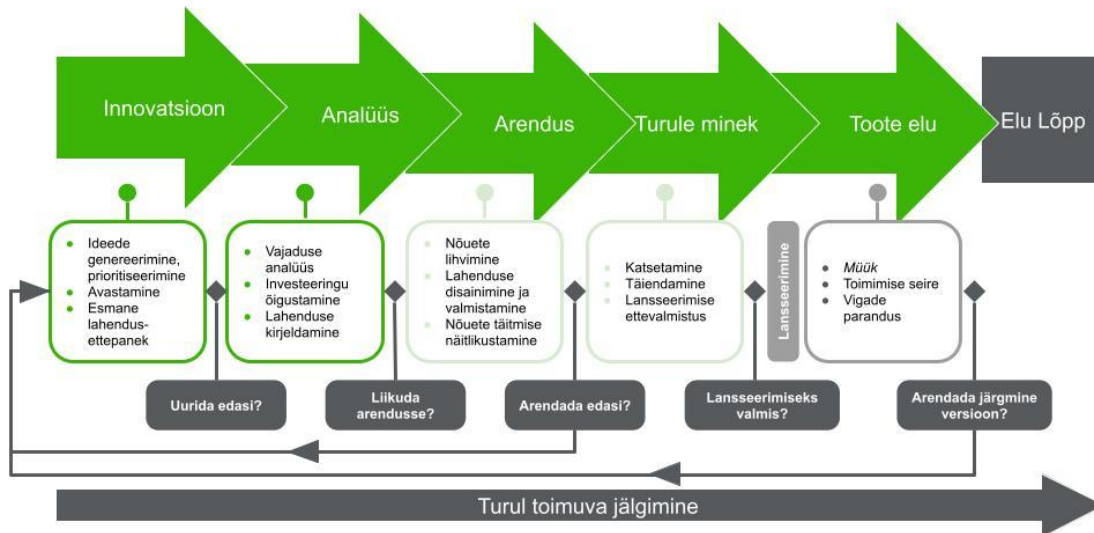 Innovatsioon
Analüüs
Arendus
Turule minek
Toote elu
Elu Lõpp
Ideede
genereerimine,
prioritiseerimine
Avastamine
Esmane
lahendus-
ettepanek
Vajaduse
analüüs
Investeeringu
õigustamine
Lahenduse
kirjeldamine
Nõuete
lihvimine
Lahenduse
disainimine ja
valmistamine
Nõuete täitmise
näitlikustamine
Katsetamine
Täiendamine
Lansseerimise
ettevalmistus
Lansseerimine
Müük
Toimimise seire
Vigade
parandus
Uurida edasi?
Liikuda
arendusse?
Arendada edasi?
Lansseerimiseks
valmis?
Arendada järgmine
versioon?
Turul toimuva jälgimine